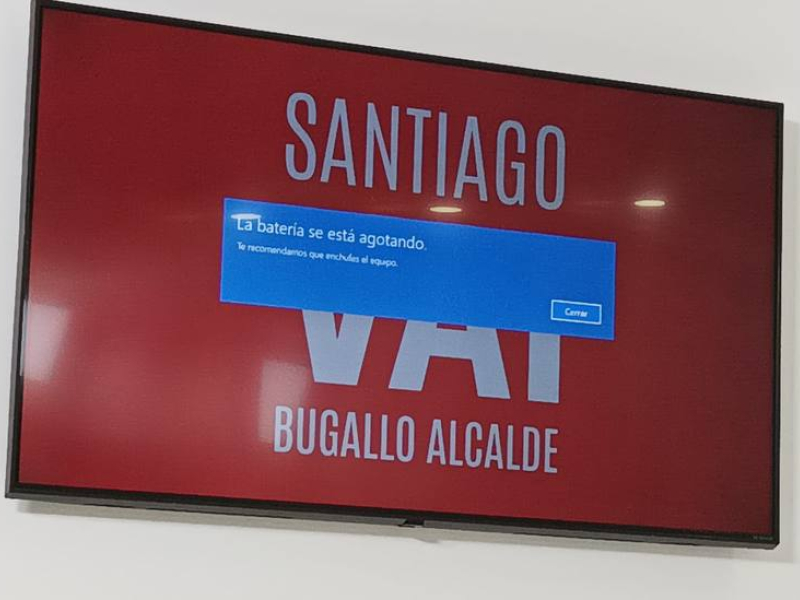 SANTIAGO
La batería se está agotando.
Te recomendamos que enchufes el equipo.
Cerrar
VAI
BUGALLO ALCALDE